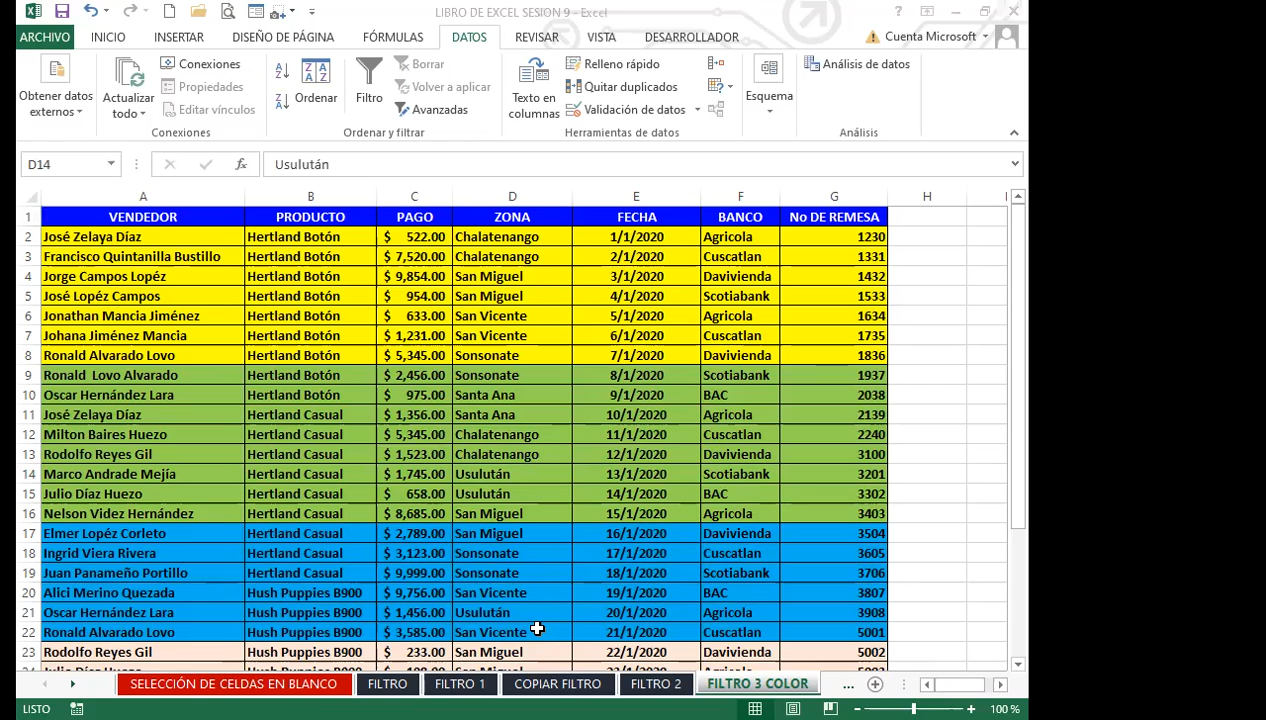 LIBRO DE EXCEL SESION 9 - Excel
ARCHIVO INICIO INSERTAR DISEÑO DE PÁGINA FÓRMULAS DATOS REVISAR VISTA DESARROLLADOR Cuenta Microsoft
Obtener datos externos
Actualizar todo
Conexiones
Propiedades
Editar vínculos
Conexiones
Ordenar
Filtro
Borrar
Volver a aplicar
Avanzadas
Ordenar y filtrar
Texto en columnas
Relleno rápido
Quitar duplicados
Validación de datos
Herramientas de datos
Esquema
Análisis de datos
Análisis
D14 fx Usulután
A B C D E F G H I
1 VENDEDOR PRODUCTO PAGO ZONA FECHA BANCO No DE REMESA
2 José Zelaya Díaz Hertland Botón $ 522.00 Chalatenango 1/1/2020 Agricola 1230
3 Francisco Quintanilla Bustillo Hertland Botón $ 7,520.00 Chalatenango 2/1/2020 Cuscatlan 1331
4 Jorge Campos Lopéz Hertland Botón $ 9,854.00 San Miguel 3/1/2020 Davivienda 1432
5 José Lopéz Campos Hertland Botón $ 954.00 San Miguel 4/1/2020 Scotiabank 1533
6 Jonathan Mancia Jiménez Hertland Botón $ 633.00 San Vicente 5/1/2020 Agricola 1634
7 Johana Jiménez Mancia Hertland Botón $ 1,231.00 San Vicente 6/1/2020 Cuscatlan 1735
8 Ronald Alvarado Lovo Hertland Botón $ 5,345.00 Sonsonate 7/1/2020 Davivienda 1836
9 Ronald Lovo Alvarado Hertland Botón $ 2,456.00 Sonsonate 8/1/2020 Scotiabank 1937
10 Oscar Hernández Lara Hertland Botón $ 975.00 Santa Ana 9/1/2020 BAC 2038
11 José Zelaya Díaz Hertland Casual $ 1,356.00 Santa Ana 10/1/2020 Agricola 2139
12 Milton Baires Huezo Hertland Casual $ 5,345.00 Chalatenango 11/1/2020 Cuscatlan 2240
13 Rodolfo Reyes Gil Hertland Casual $ 1,523.00 Chalatenango 12/1/2020 Davivienda 3100
14 Marco Andrade Mejía Hertland Casual $ 1,745.00 Usulután 13/1/2020 Scotiabank 3201
15 Julio Díaz Huezo Hertland Casual $ 658.00 Usulután 14/1/2020 BAC 3302
16 Nelson Videz Hernández Hertland Casual $ 8,685.00 San Miguel 15/1/2020 Agricola 3403
17 Elmer Lopéz Corleto Hertland Casual $ 2,789.00 San Miguel 16/1/2020 Davivienda 3504
18 Ingrid Viera Rivera Hertland Casual $ 3,123.00 Sonsonate 17/1/2020 Cuscatlan 3605
19 Juan Panameño Portillo Hertland Casual $ 9,999.00 Sonsonate 18/1/2020 Scotiabank 3706
20 Alici Merino Quezada Hush Puppies B900 $ 9,756.00 San Vicente 19/1/2020 BAC 3807
21 Oscar Hernández Lara Hush Puppies B900 $ 1,456.00 Usulután 20/1/2020 Agricola 3908
22 Ronald Alvarado Lovo Hush Puppies B900 $ 3,585.00 San Vicente 21/1/2020 Cuscatlan 5001
23 Rodolfo Reyes Gil Hush Puppies B900 $ 233.00 San Miguel 22/1/2020 Davivienda 5002
SELECCIÓN DE CELDAS EN BLANCO FILTRO FILTRO 1 COPIAR FILTRO FILTRO 2 FILTRO 3 COLOR ...
LISTO 100 %